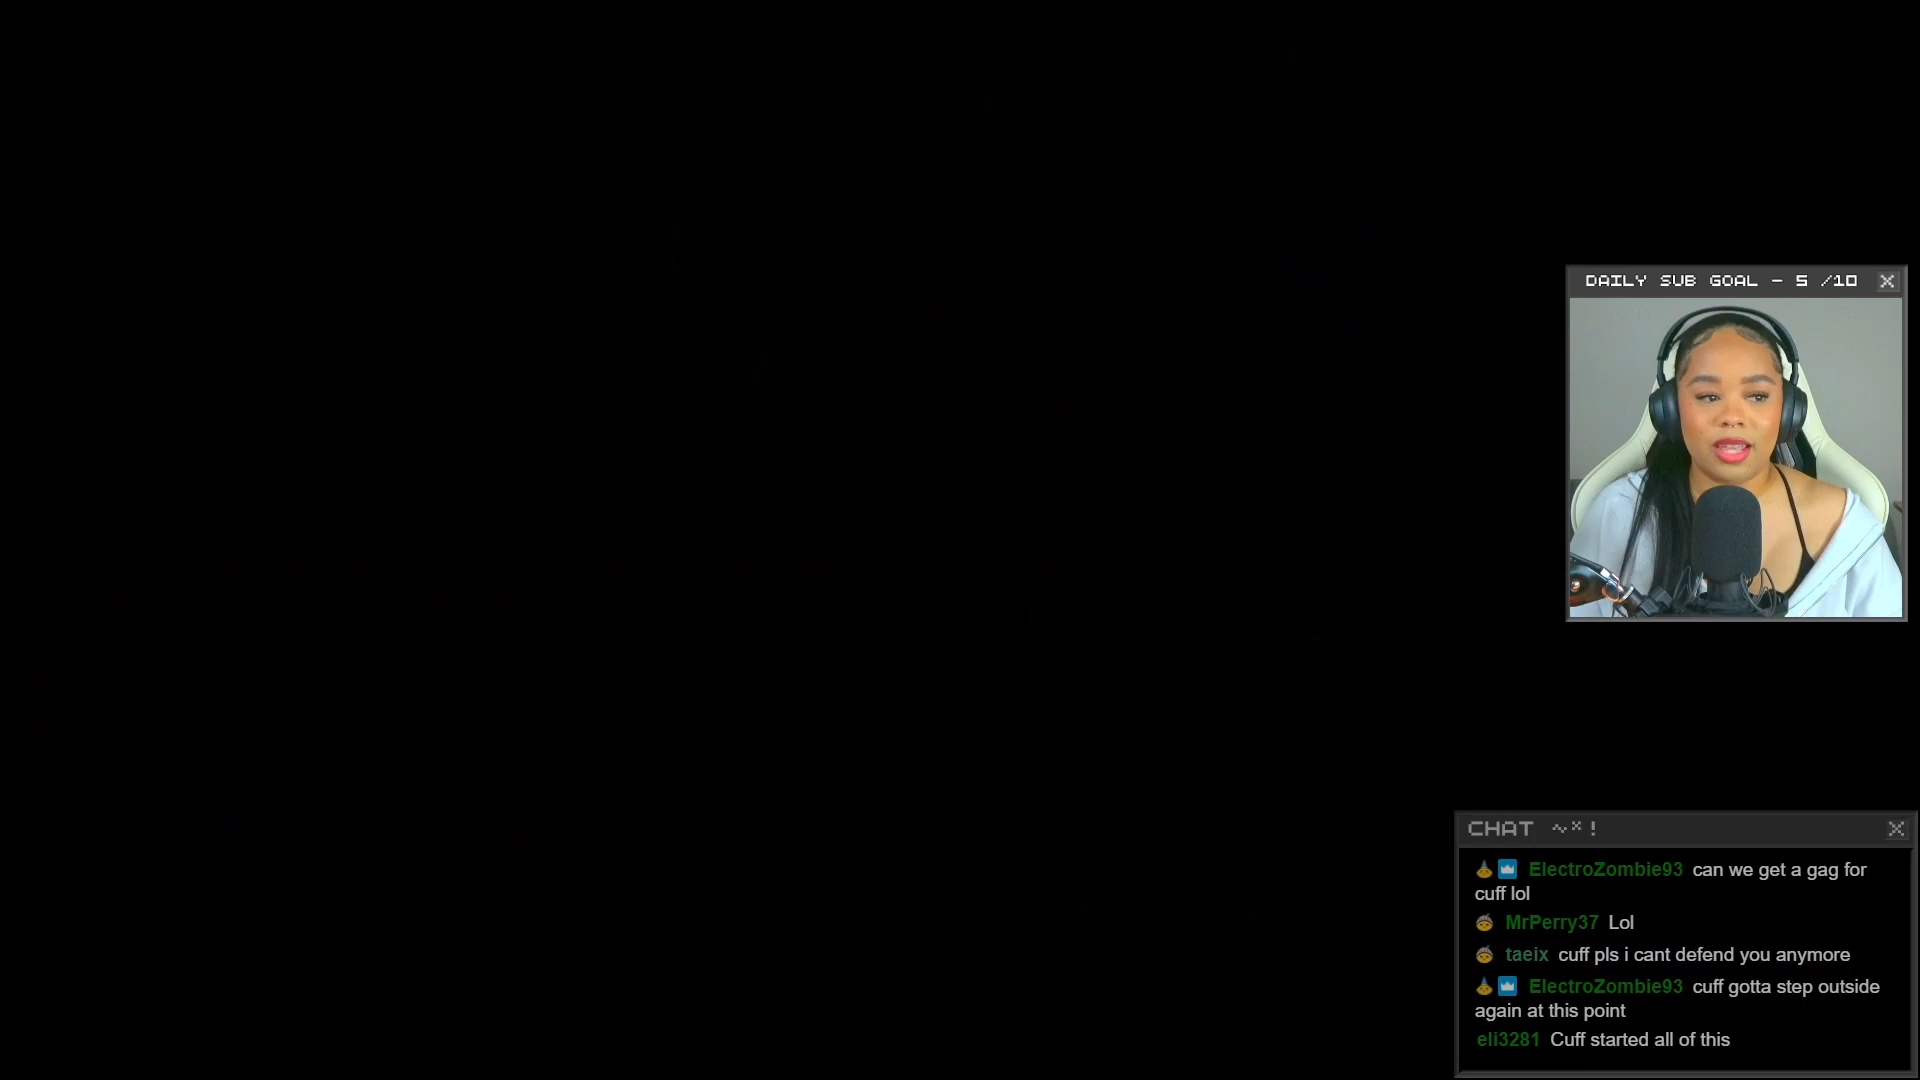 DAILY SUB GOAL - 5 /10
CHAT ~*!
ElectroZombie93 can we get a gag for
cuff lol
MrPerry37 Lol
taeix cuff pls i cant defend you anymore
ElectroZombie93 cuff gotta step outside
again at this point
eli3281 Cuff started all of this